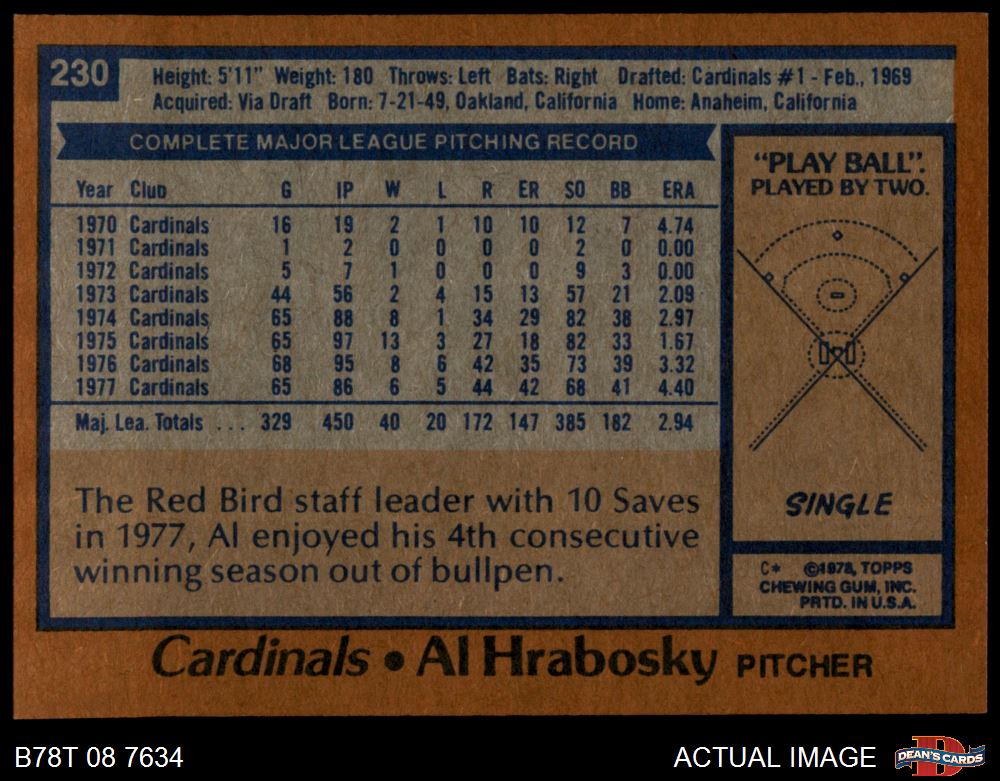 230
Height: 5'11" Weight: 180 Throws: Left Bats: Right Drafted: Cardinals #1 - Feb., 1969
Acquired: Via Draft Born: 7-21-49, Oakland, California Home: Anaheim, California
COMPLETE MAJOR LEAGUE PITCHING RECORD
Year Club G IP W L R ER SO BB ERA
1970 Cardinals 16 19 2 1 10 10 12 7 4.74
1971 Cardinals 1 2 0 0 0 0 2 0 0.00
1972 Cardinals 5 7 1 0 0 0 9 3 0.00
1973 Cardinals 44 56 2 4 15 13 57 21 2.09
1974 Cardinals 65 88 8 1 34 29 82 38 2.97
1975 Cardinals 65 97 13 3 27 18 82 33 1.67
1976 Cardinals 68 95 8 6 42 35 73 39 3.32
1977 Cardinals 65 86 6 5 44 42 68 41 4.40
Maj. Lea. Totals ... 329 450 40 20 172 147 385 182 2.94
The Red Bird staff leader with 10 Saves
in 1977, Al enjoyed his 4th consecutive
winning season out of bullpen.
"PLAY BALL".
PLAYED BY TWO.
SINGLE
C* ©1978, TOPPS
CHEWING GUM, INC.
PRTD. IN U.S.A.
Cardinals • Al Hrabosky PITCHER
B78T 08 7634
ACTUAL IMAGE
D
DEAN'S CARDS